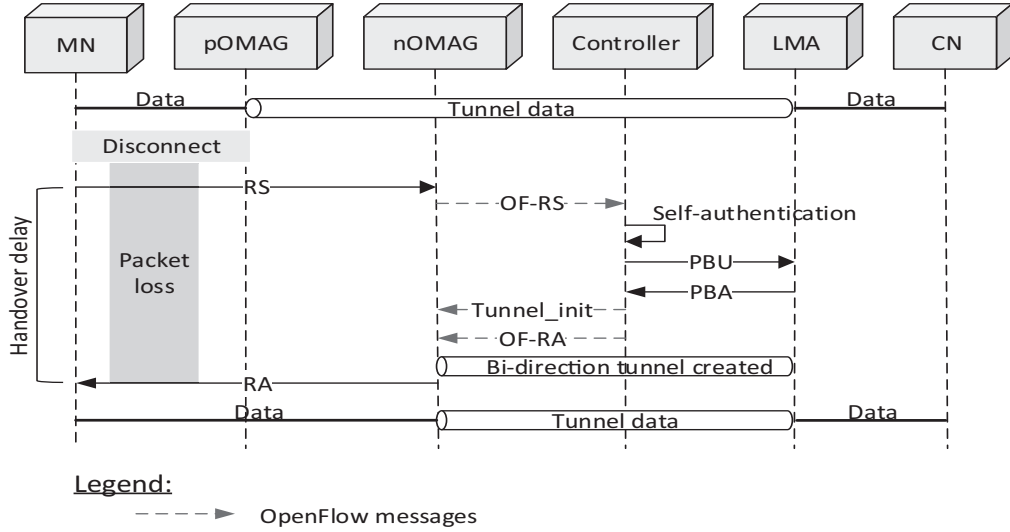 MN pOMAG nOMAG Controller LMA CN
Data Tunnel data Data
Disconnect
RS
OF-RS
Self-authentication
Handover delay
Packet
loss
PBU
PBA
Tunnel_init
OF-RA
Bi-direction tunnel created
RA
Data Tunnel data Data
Legend:
OpenFlow messages